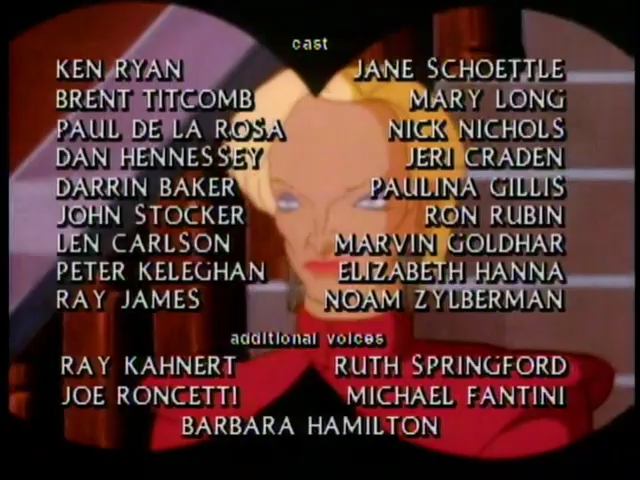 cast
KEN RYAN JANE SCHOETTLE
BRENT TITCOMB MARY LONG
PAUL DE LA ROSA NICK NICHOLS
DAN HENNESSEY JERI CRADEN
DARRIN BAKER PAULINA GILLIS
JOHN STOCKER RON RUBIN
LEN CARLSON MARVIN GOLDHAR
PETER KELEGHAN ELIZABETH HANNA
RAY JAMES NOAM ZYLBERMAN
additional voices
RAY KAHNERT RUTH SPRINGFORD
JOE RONCETTI MICHAEL FANTINI
BARBARA HAMILTON